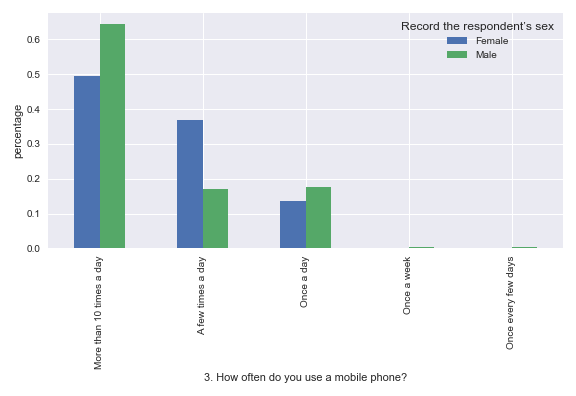 Record the respondent's sex
Female
Male
percentage
0.6
0.5
0.4
0.3
0.2
0.1
0.0
More than 10 times a day
A few times a day
Once a day
Once a week
Once every few days
3. How often do you use a mobile phone?